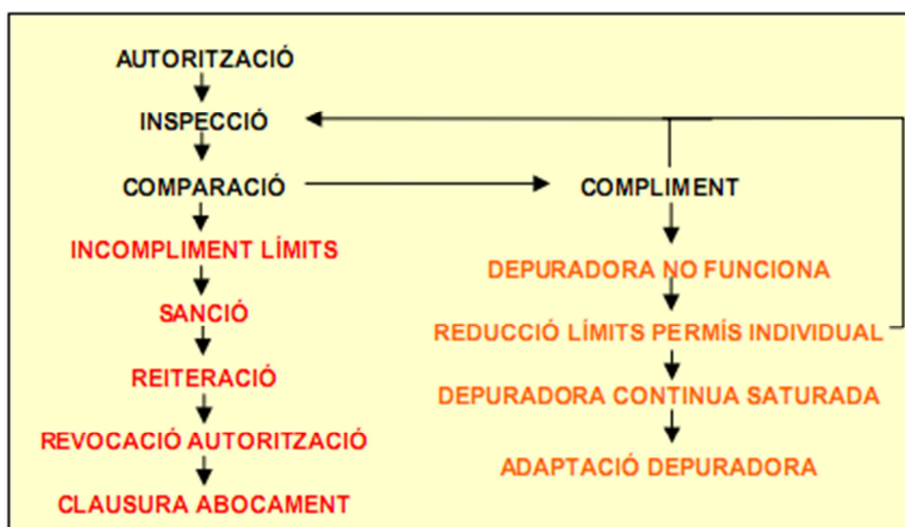 AUTORITZACIÓ
INSPECCIÓ
COMPARACIÓ
COMPLIMENT
INCOMPLIMENT LÍMITS
SANCIÓ
REITERACIÓ
REVOCACIÓ AUTORITZACIÓ
CLAUSURA ABOCAMENT
DEPURADORA NO FUNCIONA
REDUCCIÓ LÍMITS PERMÍS INDIVIDUAL
DEPURADORA CONTINUA SATURADA
ADAPTACIÓ DEPURADORA